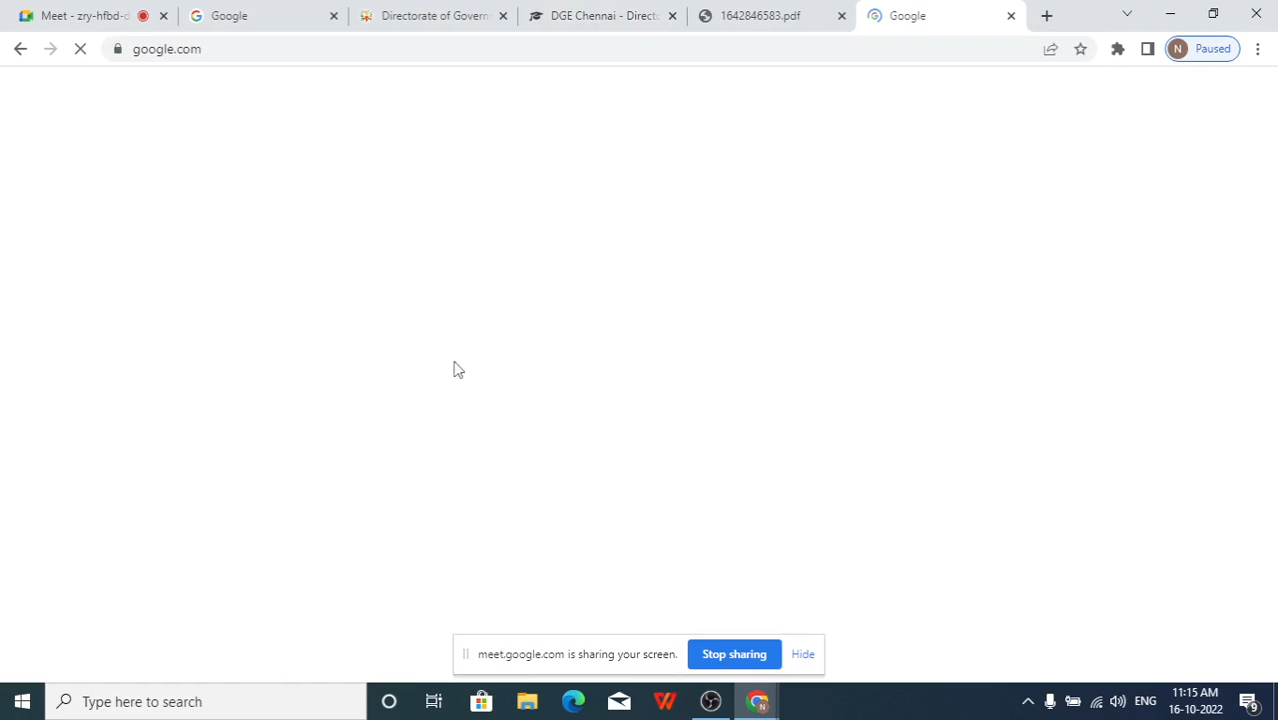 Meet - zry-hfbd-d
Google
Directorate of Govern
DGE Chennai - Direct
1642846583.pdf
Google
google.com
N
Paused
meet.google.com is sharing your screen.
Stop sharing
Hide
Type here to search
N
ENG
11:15 AM
16-10-2022
9